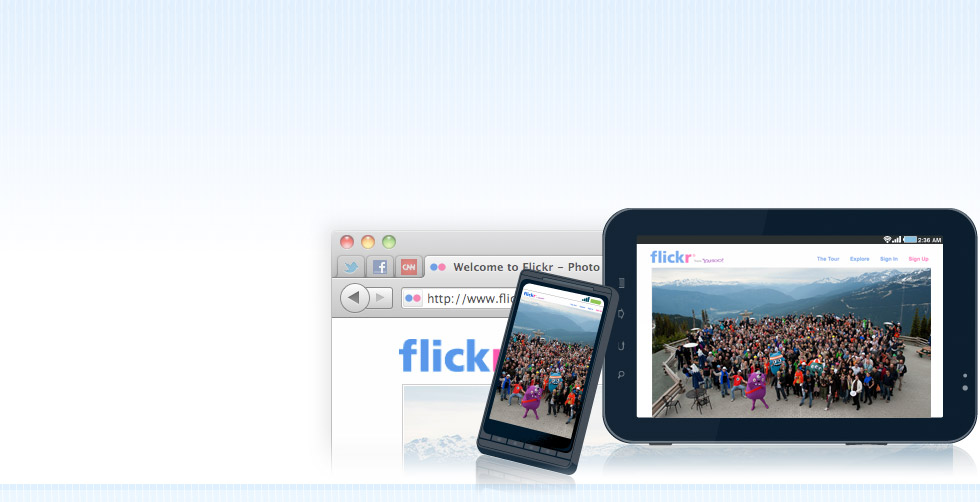 2:36 AM
flickr from YAHOO!
The Tour Explore Sign In Sign Up
CNN
Welcome to Flickr – Photo
http://www.flic
flickr
flickr